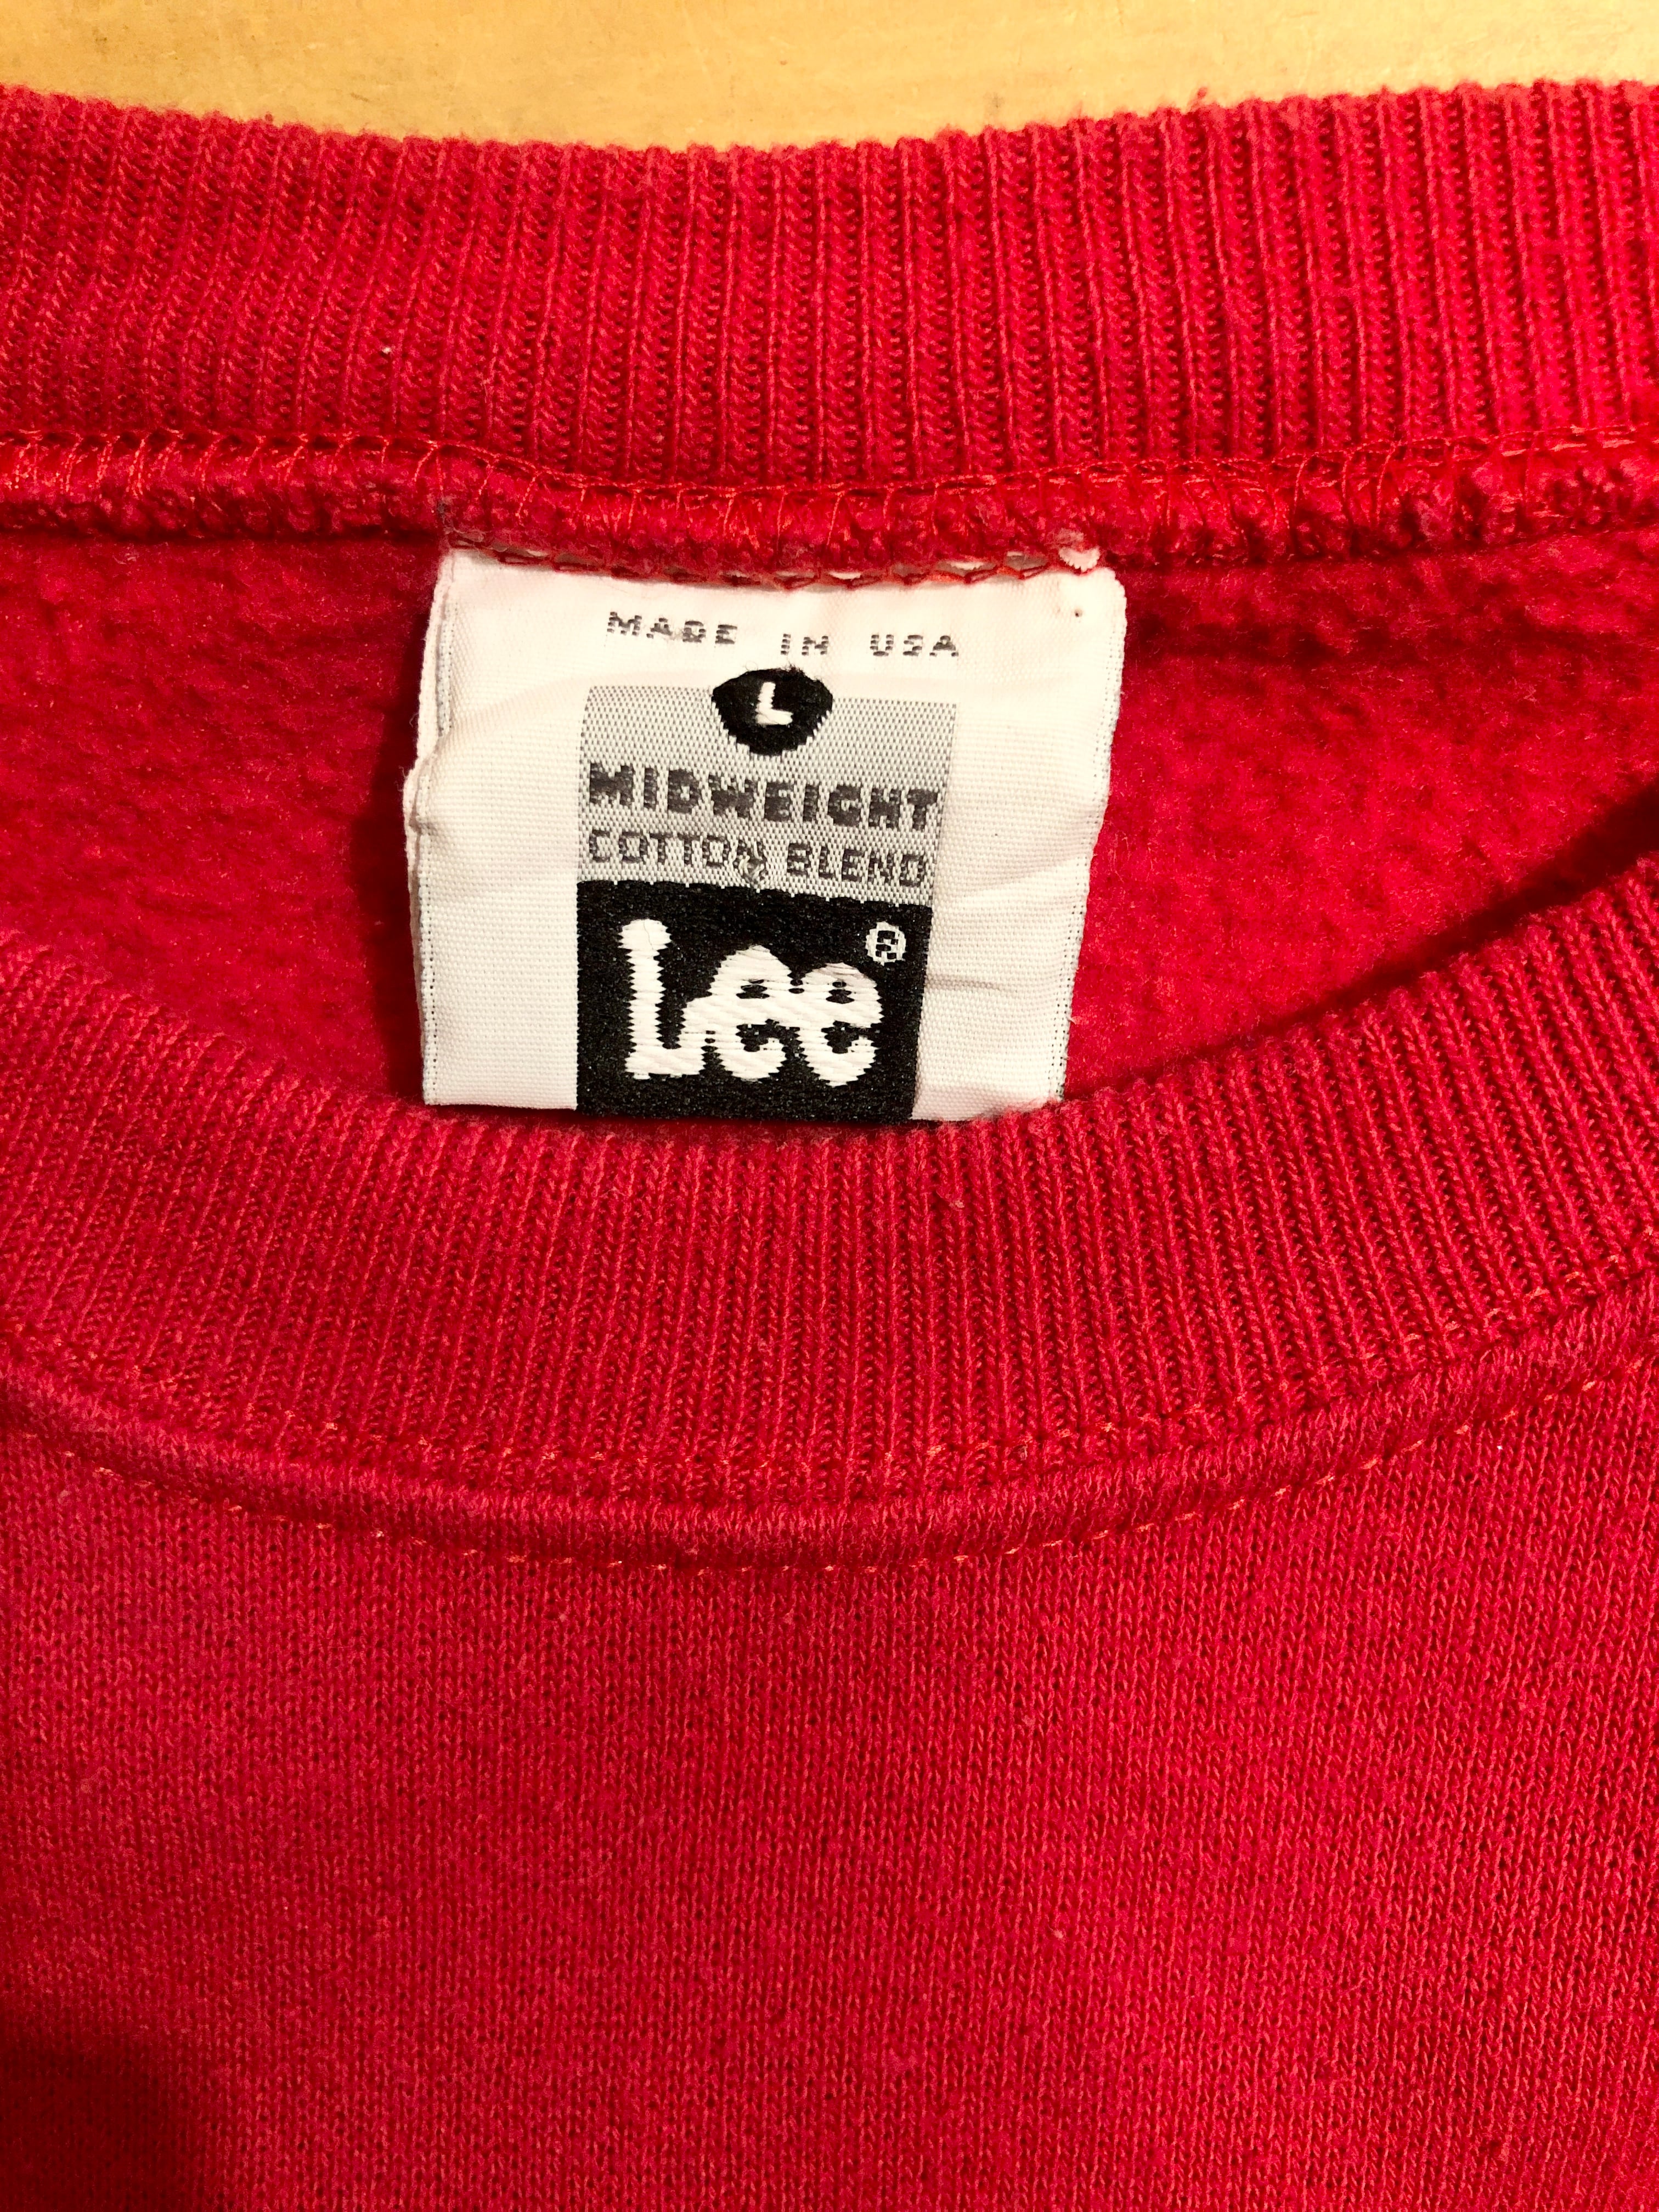 MADE IN USA
L
MIDWEIGHT
COTTON BLEND
Lee®